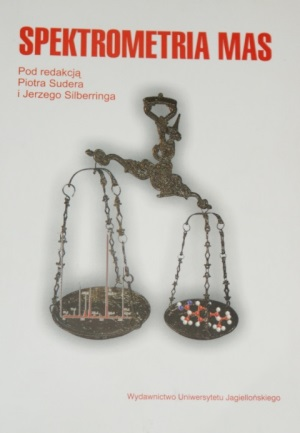 SPEKTROMETRIA MAS
Pod redakcją
Piotra Sudera
i Jerzego Silberringa
Wydawnictwo Uniwersytetu Jagiellońskiego